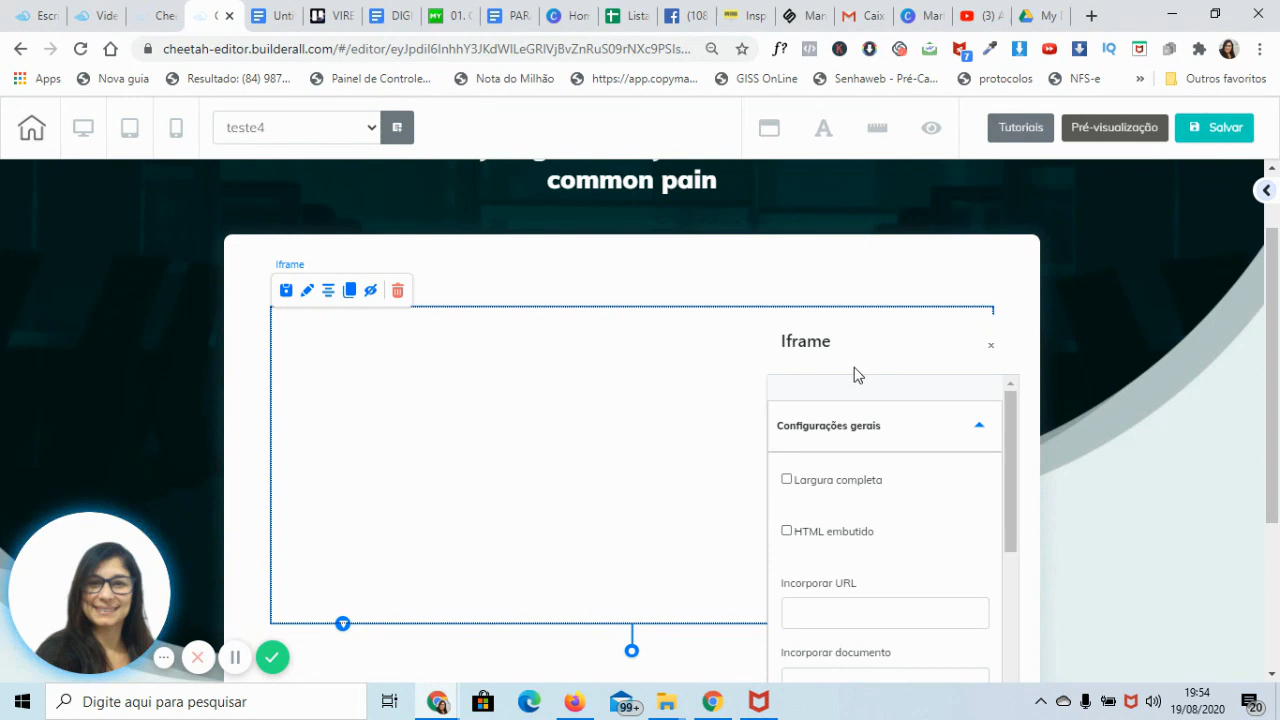 Escr
Vide
Che
C
Unti
VIRE
DIGI
01. C
PAR
Hor
Lista
(108
Insp
Mar
Caix
Mar
(3) A
My D
cheetah-editor.builderall.com/#/editor/eyJpdiI6IlhhY3JKdWlLeGRlVjBvZnRuS09rNXc9PSIs...
Apps
Nova guia
Resultado: (84) 987...
Painel de Controle...
Nota do Milhão
https://app.copyma...
GISS OnLine
Senhaweb - Pré-Ca...
protocolos
NFS-e
»
Outros favoritos
teste4
Tutoriais
Pré-visualização
Salvar
common pain
Iframe
Iframe
Configurações gerais
Largura completa
HTML embutido
Incorporar URL
Incorporar documento
Digite aqui para pesquisar
99+
19:54
19/08/2020
20